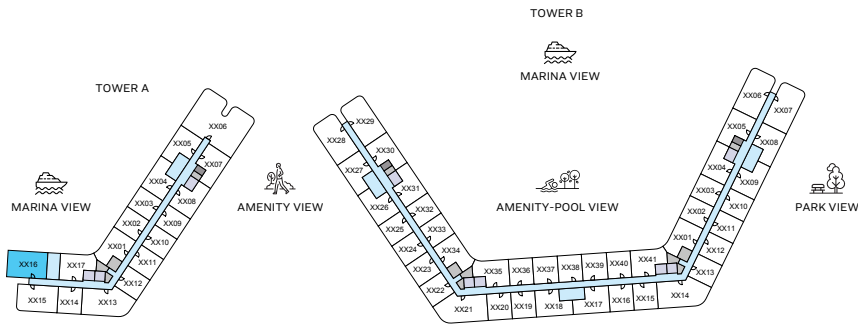 TOWER B
MARINA VIEW
TOWER A
MARINA VIEW
AMENITY VIEW
AMENITY-POOL VIEW
PARK VIEW
XX06
XX05
XX07
XX04
XX08
XX03
XX09
XX02
XX10
XX01
XX11
XX12
XX16
XX17
XX15
XX14
XX13
XX29
XX28
XX30
XX27
XX31
XX26
XX32
XX25
XX33
XX24
XX34
XX23
XX22
XX21
XX35
XX36
XX37
XX38
XX39
XX40
XX41
XX20
XX19
XX18
XX17
XX16
XX15
XX14
XX06
XX07
XX05
XX08
XX04
XX09
XX03
XX10
XX02
XX11
XX01
XX12
XX13